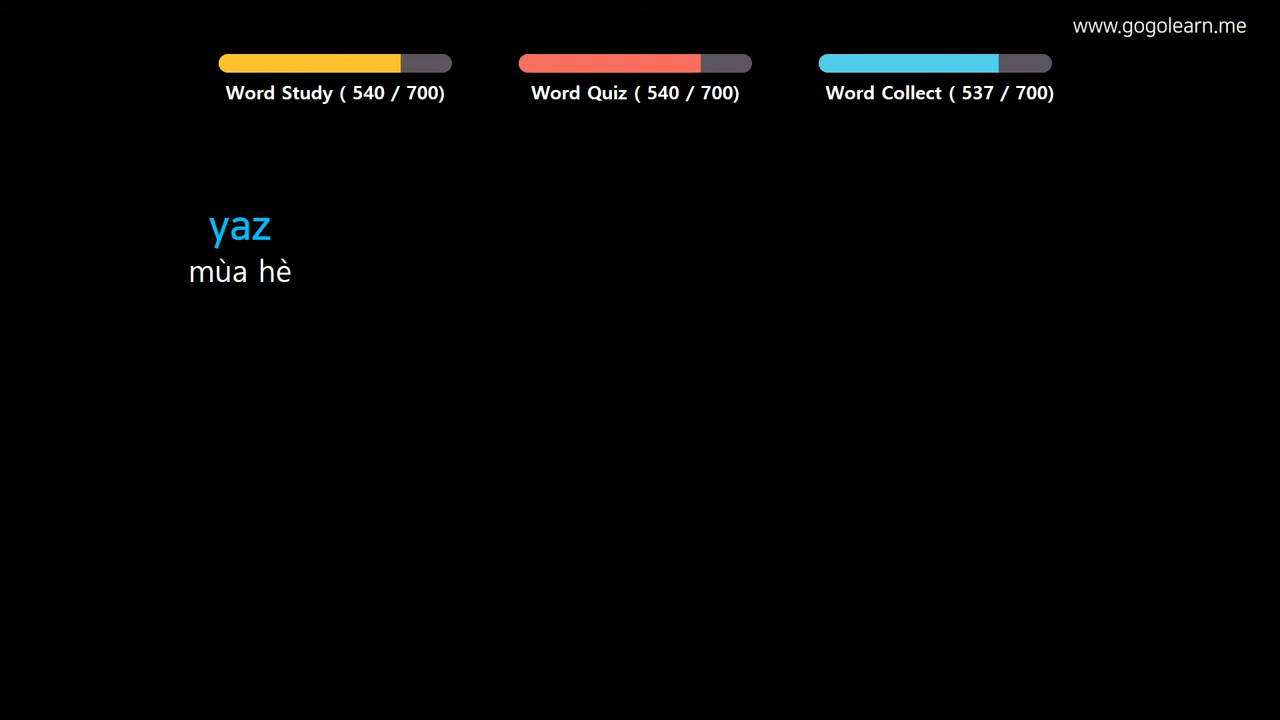 www.gogolearn.me
Word Study ( 540 / 700)
Word Quiz ( 540 / 700)
Word Collect ( 537 / 700)
yaz
mùa hè